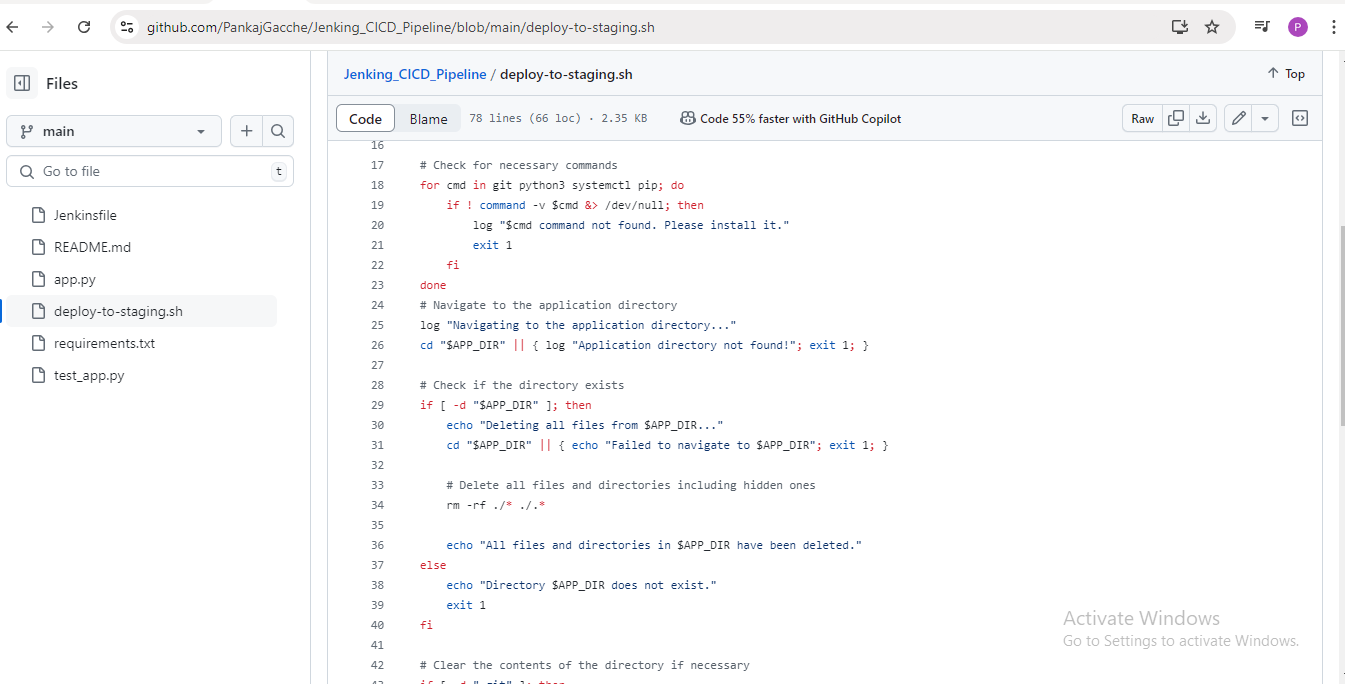 github.com/PankajGacche/Jenking_CICD_Pipeline/blob/main/deploy-to-staging.sh
P
Files
main
Go to file
t
Jenkinsfile
README.md
app.py
deploy-to-staging.sh
requirements.txt
test_app.py
Jenking_CICD_Pipeline / deploy-to-staging.sh
Top
Code
Blame
78 lines (66 loc) · 2.35 KB
Code 55% faster with GitHub Copilot
Raw
16
17 # Check for necessary commands
18 for cmd in git python3 systemctl pip; do
19 if ! command -v $cmd &> /dev/null; then
20 log "$cmd command not found. Please install it."
21 exit 1
22 fi
23 done
24 # Navigate to the application directory
25 log "Navigating to the application directory..."
26 cd "$APP_DIR" || { log "Application directory not found!"; exit 1; }
27
28 # Check if the directory exists
29 if [ -d "$APP_DIR" ]; then
30 echo "Deleting all files from $APP_DIR..."
31 cd "$APP_DIR" || { echo "Failed to navigate to $APP_DIR"; exit 1; }
32
33 # Delete all files and directories including hidden ones
34 rm -rf ./* ./.*
35
36 echo "All files and directories in $APP_DIR have been deleted."
37 else
38 echo "Directory $APP_DIR does not exist."
39 exit 1
40 fi
41
42 # Clear the contents of the directory if necessary
Activate Windows
Go to Settings to activate Windows.